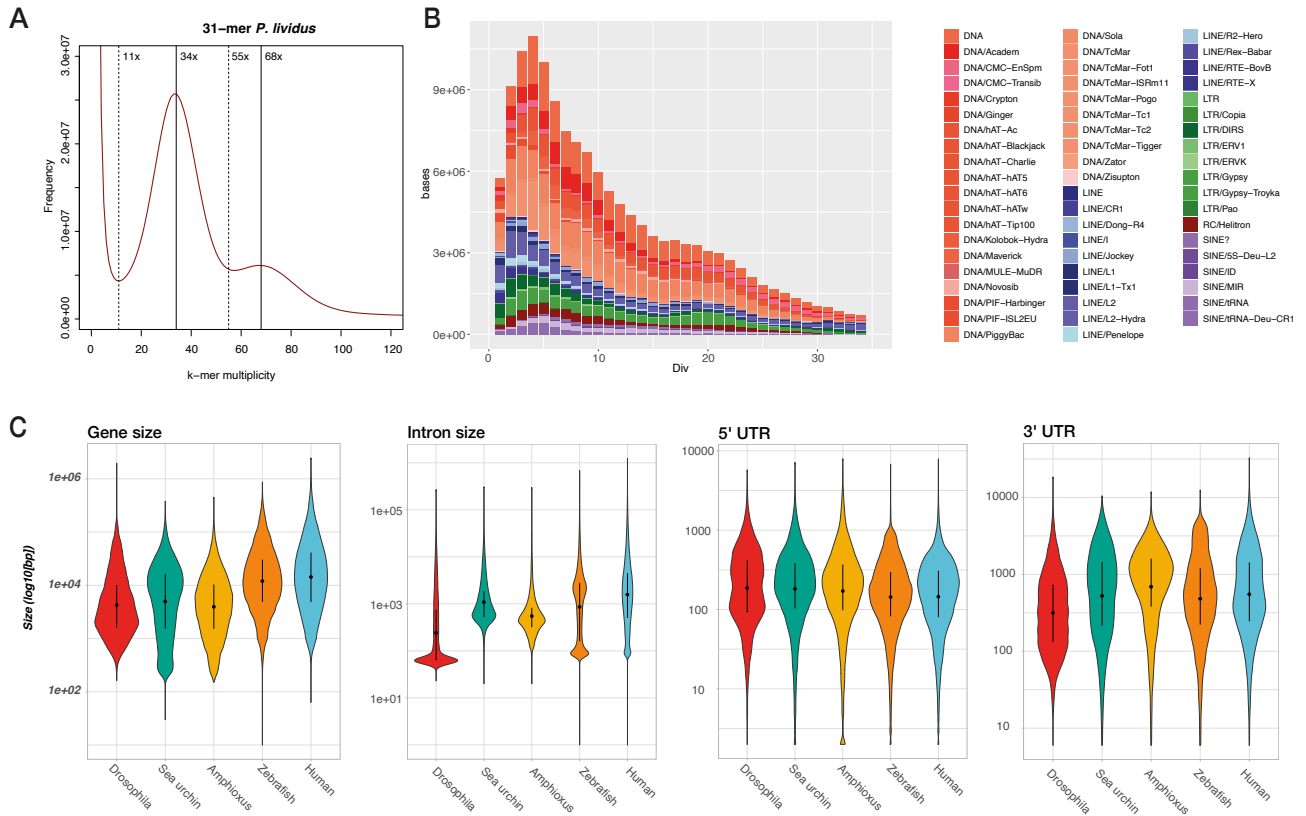 A
31−mer P. lividus
11x
34x
55x
68x
Frequency
0.0e+00
1.0e+07
2.0e+07
3.0e+07
0
20
40
60
80
100
120
k−mer multiplicity
B
bases
0e+00
3e+06
6e+06
9e+06
0
10
20
30
Div
DNA
DNA/Academ
DNA/CMC−EnSpm
DNA/CMC−Transib
DNA/Crypton
DNA/Ginger
DNA/hAT−Ac
DNA/hAT−Blackjack
DNA/hAT−Charlie
DNA/hAT−hAT5
DNA/hAT−hAT6
DNA/hAT−hATw
DNA/hAT−Tip100
DNA/Kolobok−Hydra
DNA/Maverick
DNA/MULE−MuDR
DNA/Novosib
DNA/PIF−Harbinger
DNA/PIF−ISL2EU
DNA/PiggyBac
DNA/Sola
DNA/TcMar
DNA/TcMar−Fot1
DNA/TcMar−ISRm11
DNA/TcMar−Pogo
DNA/TcMar−Tc1
DNA/TcMar−Tc2
DNA/TcMar−Tigger
DNA/Zator
DNA/Zisupton
LINE
LINE/CR1
LINE/Dong−R4
LINE/I
LINE/Jockey
LINE/L1
LINE/L1−Tx1
LINE/L2
LINE/L2−Hydra
LINE/Penelope
LINE/R2−Hero
LINE/Rex−Babar
LINE/RTE−BovB
LINE/RTE−X
LTR
LTR/Copia
LTR/DIRS
LTR/ERV1
LTR/ERVK
LTR/Gypsy
LTR/Gypsy−Troyka
LTR/Pao
RC/Helitron
SINE?
SINE/5S−Deu−L2
SINE/ID
SINE/MIR
SINE/tRNA
SINE/tRNA−Deu−CR1
C
Size (log10[bp])
Gene size
1e+06
1e+04
1e+02
Drosophila
Sea urchin
Amphioxus
Zebrafish
Human
Intron size
1e+05
1e+03
1e+01
Drosophila
Sea urchin
Amphioxus
Zebrafish
Human
5' UTR
10000
1000
100
10
Drosophila
Sea urchin
Amphioxus
Zebrafish
Human
3' UTR
10000
1000
100
10
Drosophila
Sea urchin
Amphioxus
Zebrafish
Human